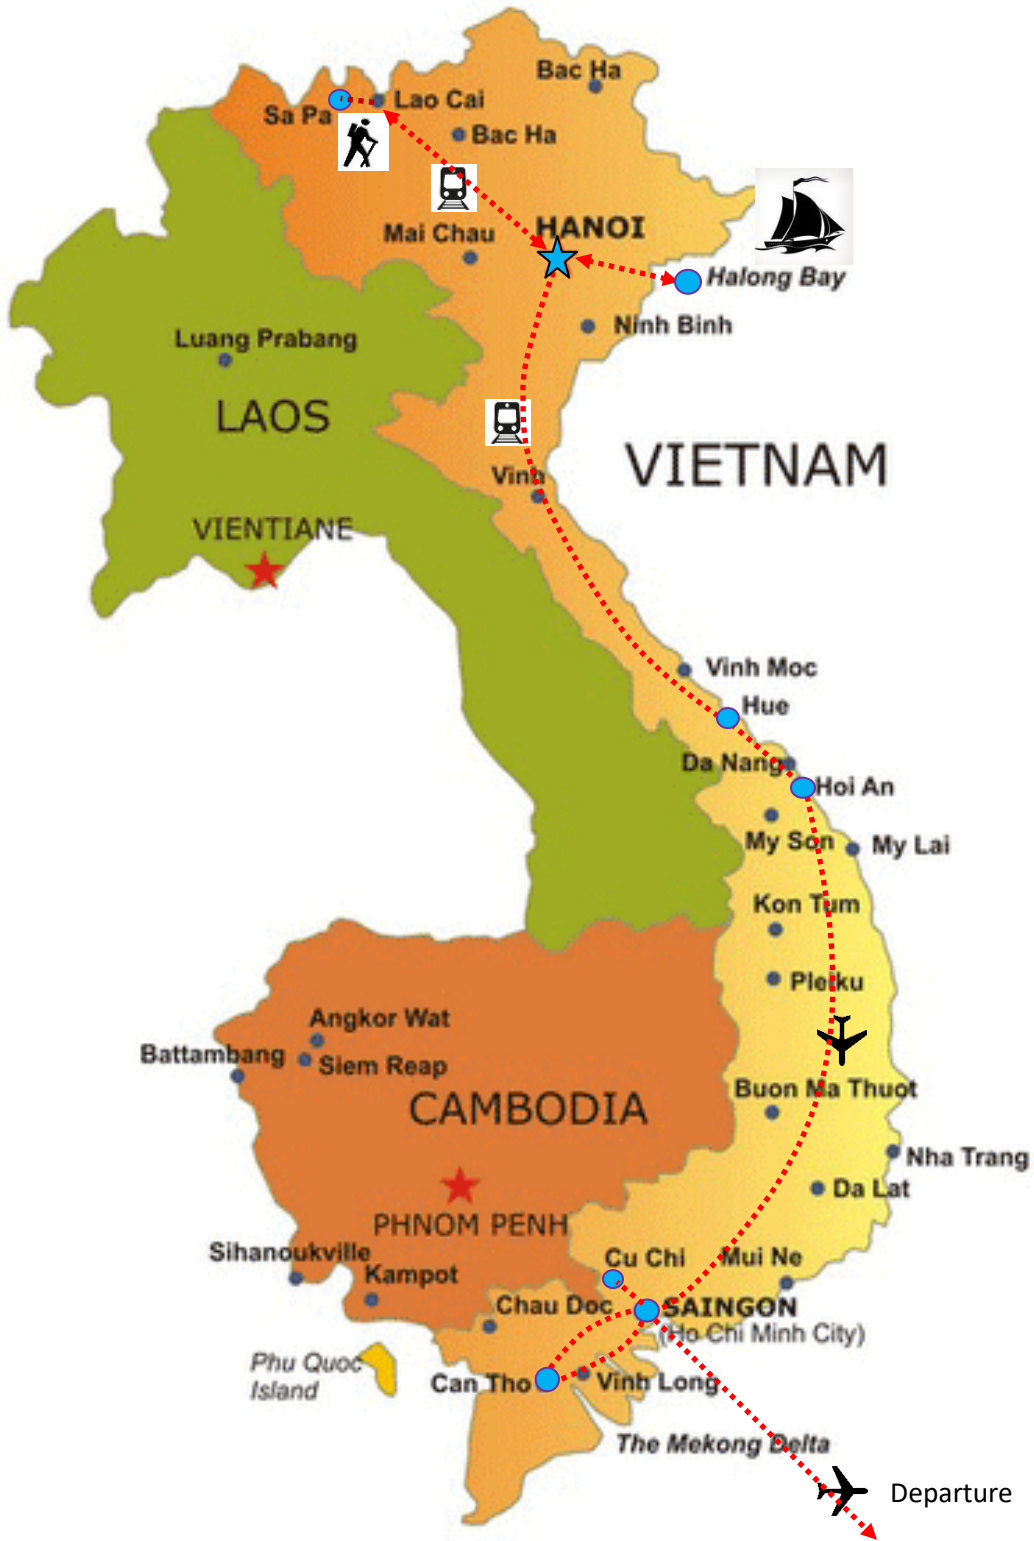 Bac Ha
Lao Cai
Sa Pa
Bac Ha
HANOI
Mai Chau
Halong Bay
Ninh Binh
Luang Prabang
LAOS
VIETNAM
Vinh
VIENTIANE
Vinh Moc
Hue
Da Nang
Hoi An
My Son
My Lai
Kon Tum
Pleiku
Angkor Wat
Battambang
Siem Reap
Buon Ma Thuot
CAMBODIA
Nha Trang
Da Lat
PHNOM PENH
Sihanoukville
Cu Chi
Mui Ne
Kampot
Chau Doc
SAINGON
(Ho Chi Minh City)
Phu Quoc
Island
Can Tho
Vinh Long
The Mekong Delta
Departure